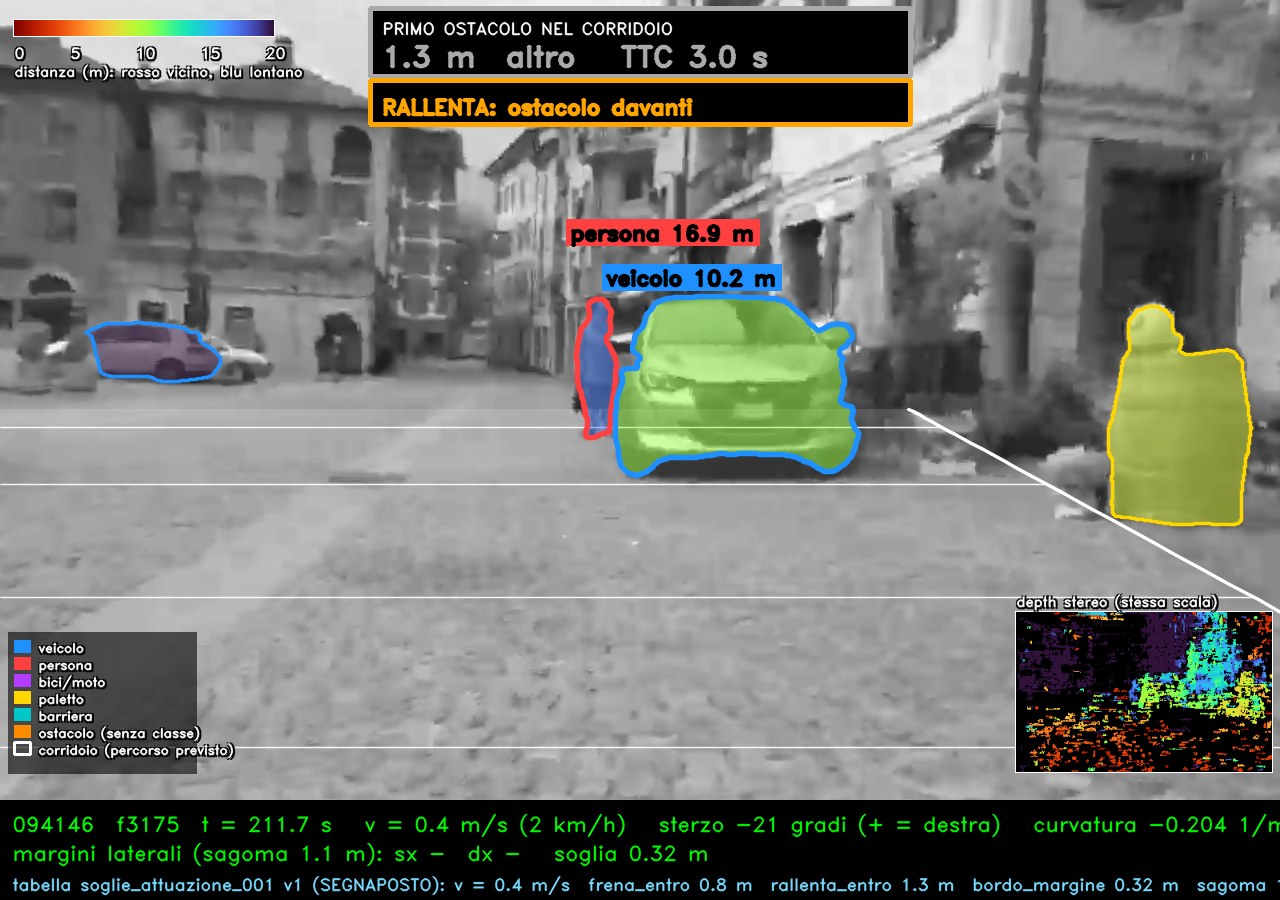 0 5 10 15 20
distanza (m): rosso vicino, blu lontano
PRIMO OSTACOLO NEL CORRIDOIO
1.3 m altro TTC 3.0 s
RALLENTA: ostacolo davanti
persona 16.9 m
veicolo 10.2 m
depth stereo (stessa scala)
veicolo
persona
bici/moto
paletto
barriera
ostacolo (senza classe)
corridoio (percorso previsto)
094146 f3175 t = 211.7 s v = 0.4 m/s (2 km/h) sterzo −21 gradi (+ = destra) curvatura −0.204 1/m
margini laterali (sagoma 1.1 m): sx − dx − soglia 0.32 m
tabella soglie_attuazione_001 v1 (SEGNAPOSTO): v = 0.4 m/s frena_entro 0.8 m rallenta_entro 1.3 m bordo_margine 0.32 m sagoma